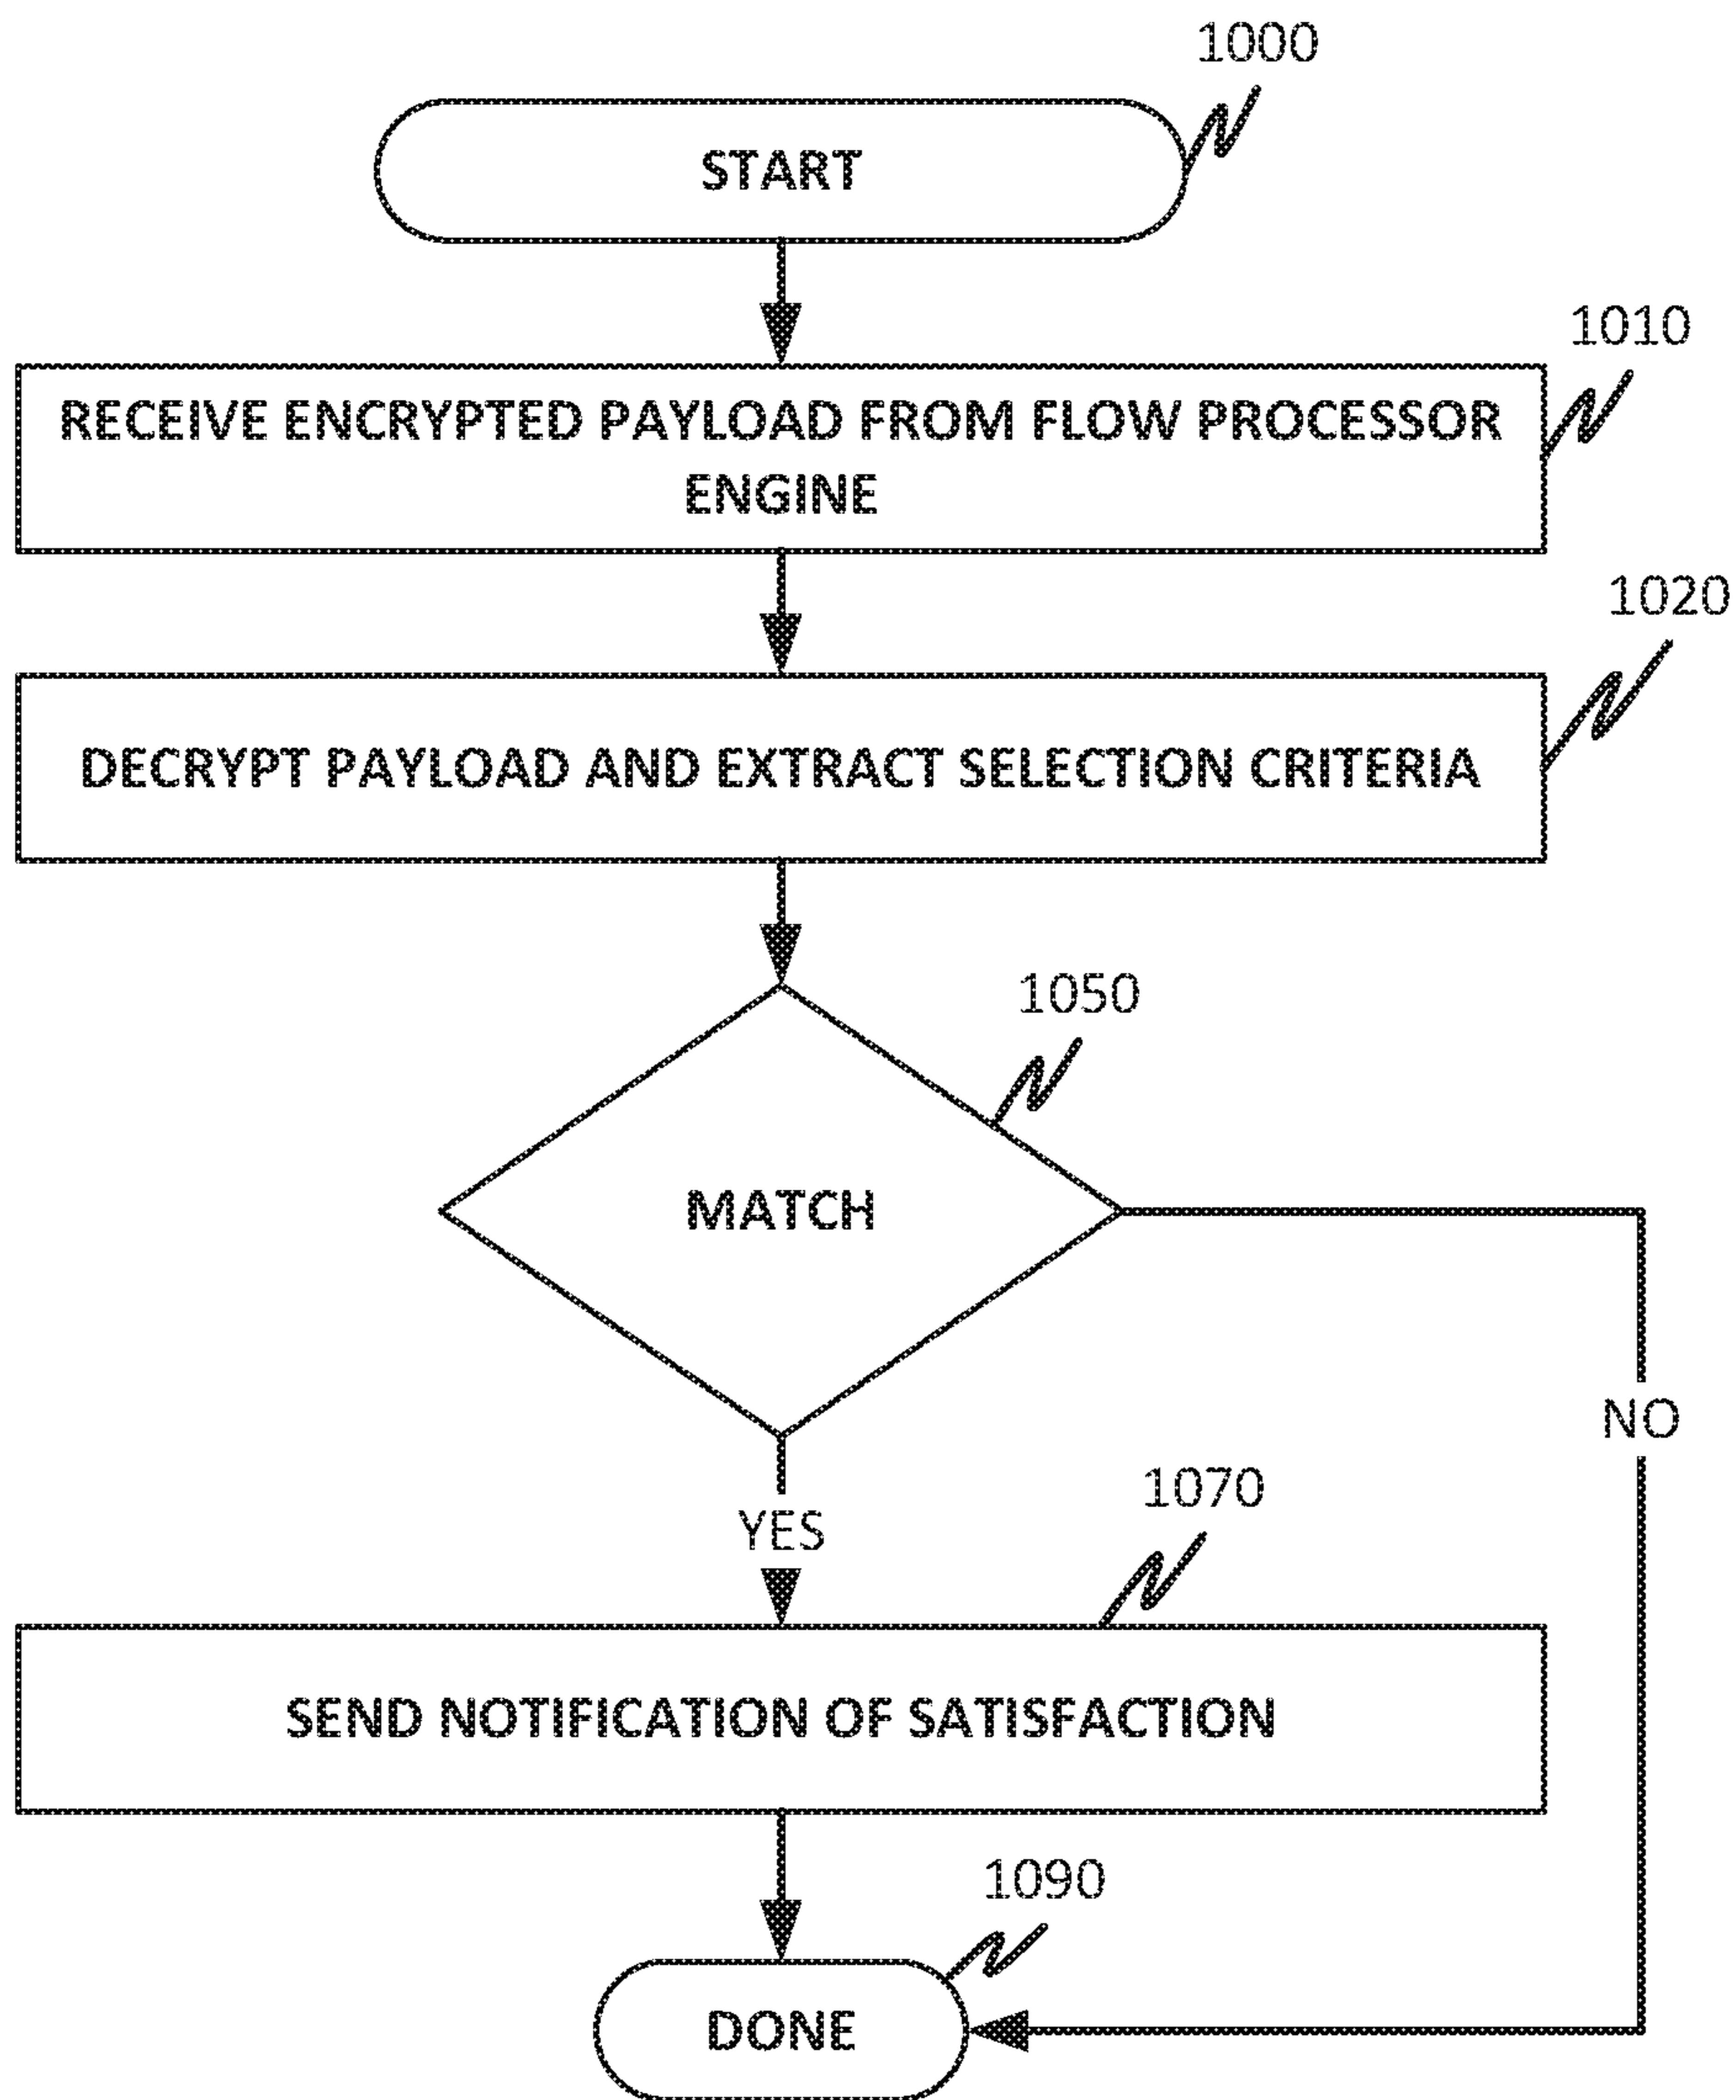 1000
START
1010
RECEIVE ENCRYPTED PAYLOAD FROM FLOW PROCESSOR
ENGINE
1020
DECRYPT PAYLOAD AND EXTRACT SELECTION CRITERIA
1050
MATCH
NO
1070
YES
SEND NOTIFICATION OF SATISFACTION
1090
DONE